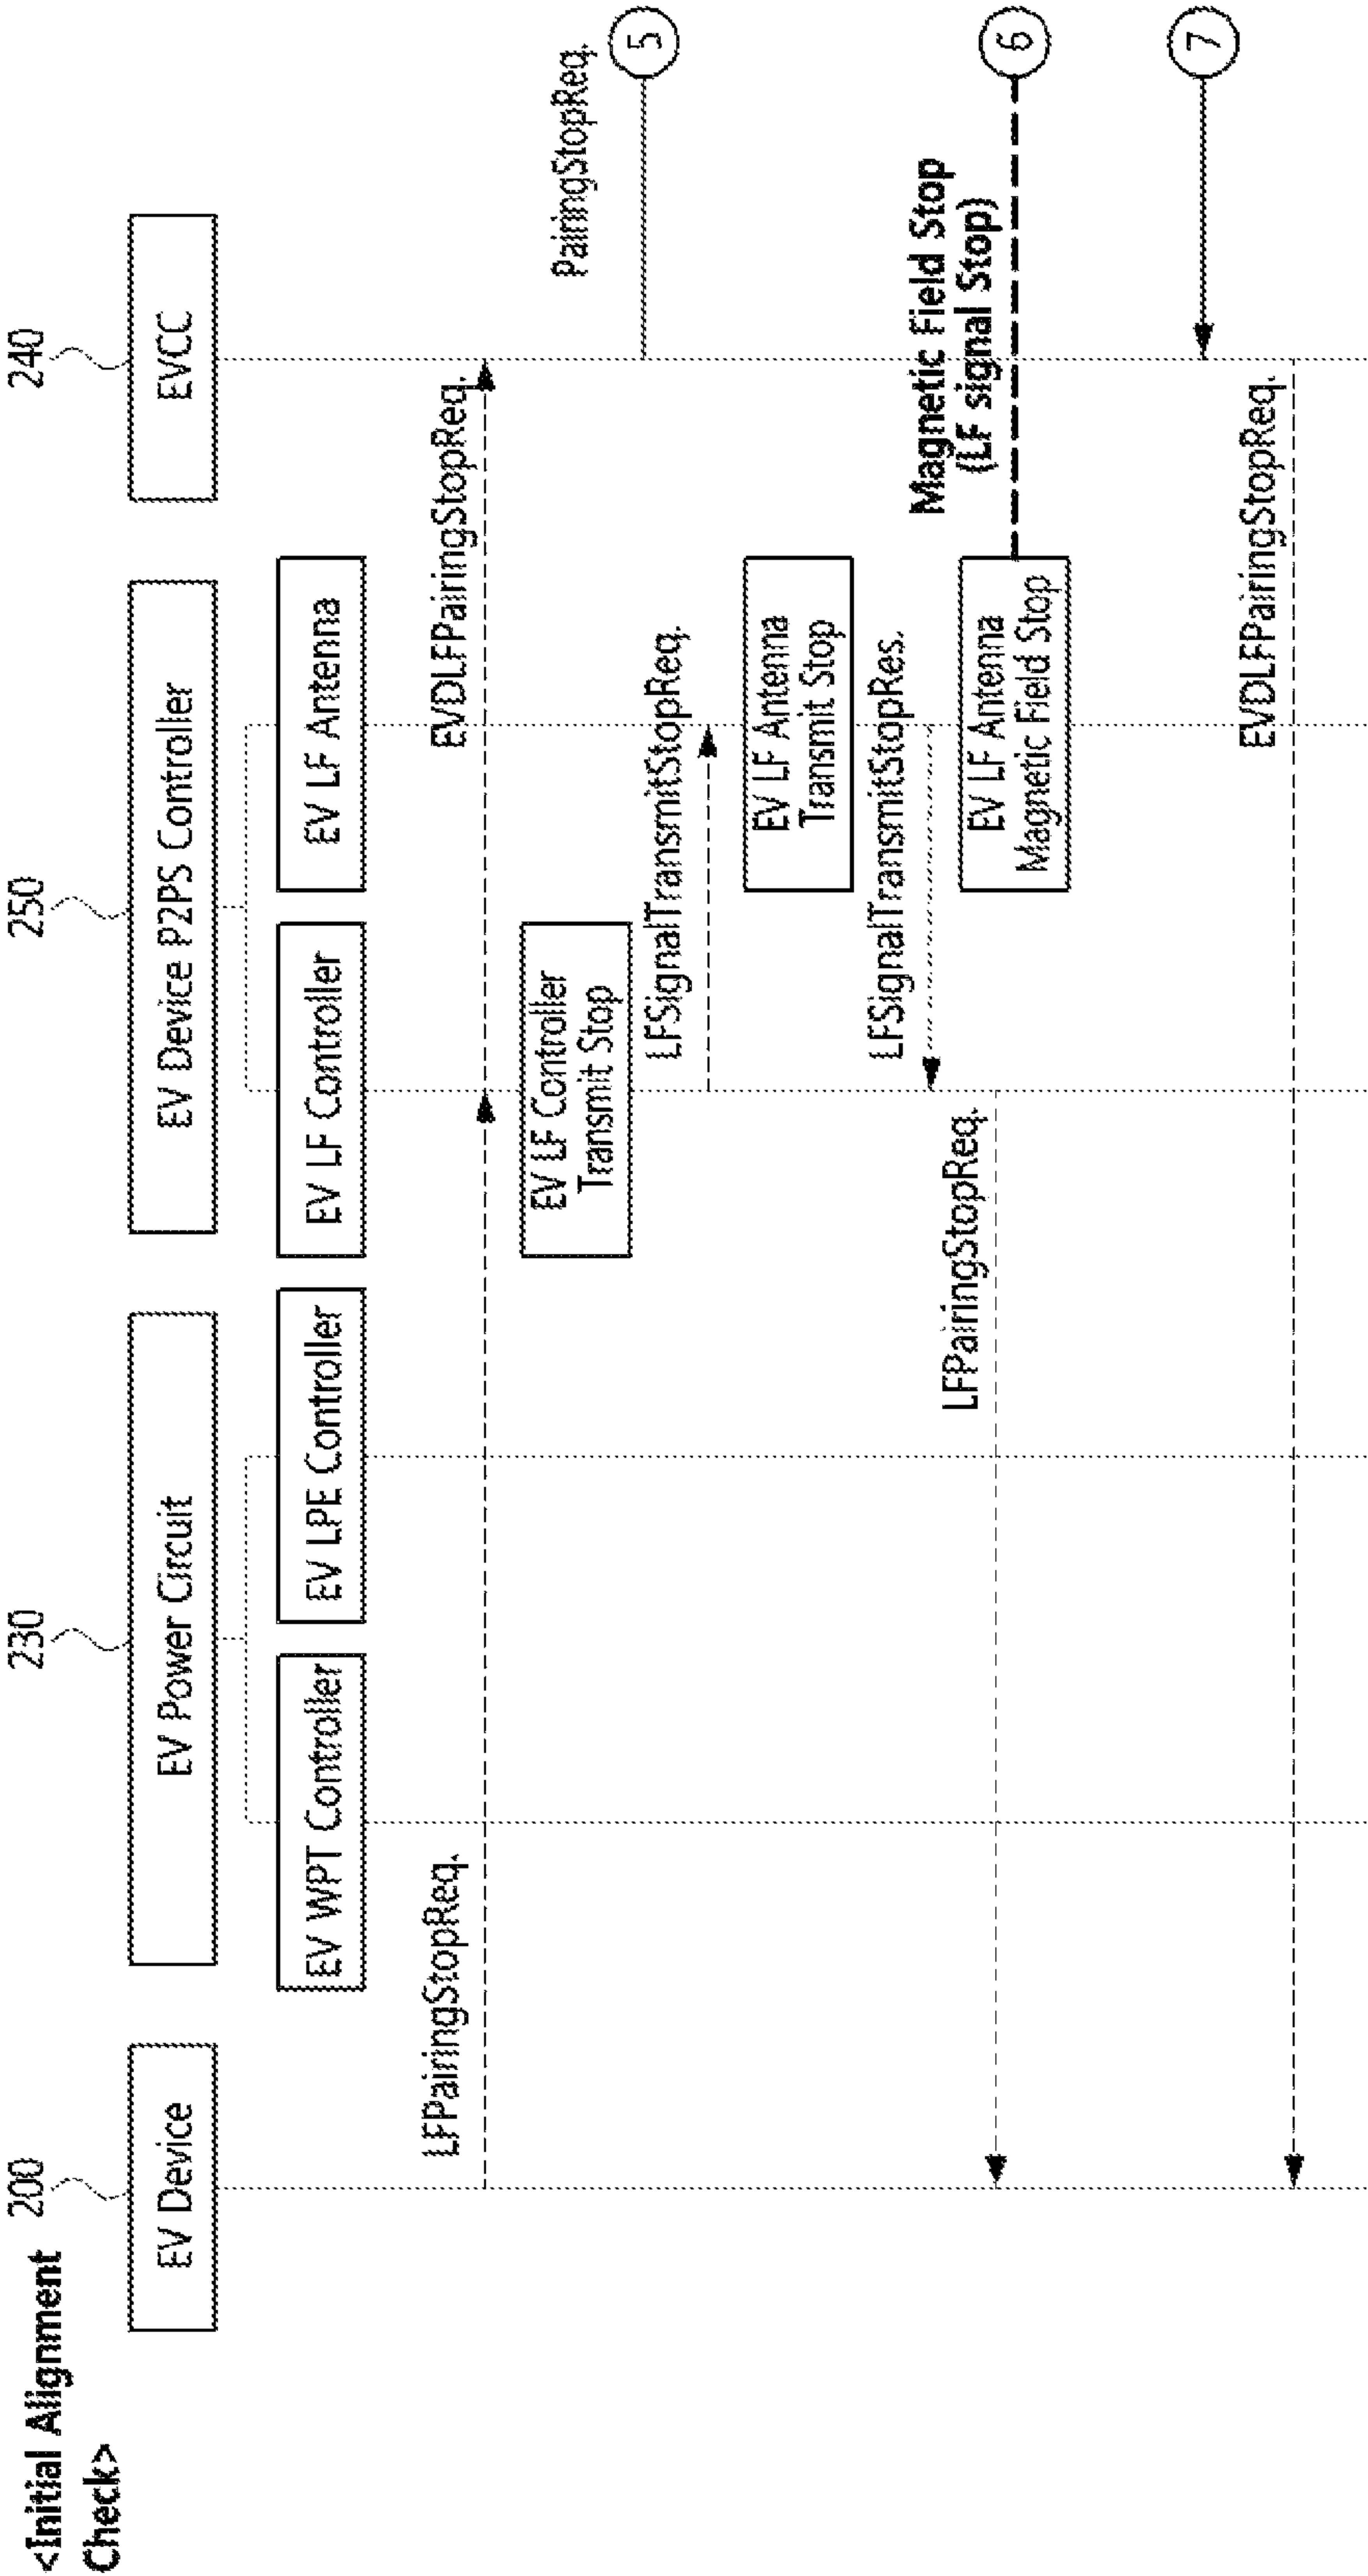 <Initial Alignment
Check>
200
230
250
240
EV Device
EV Power Circuit
EV Device P2PS Controller
EVCC
EV WPT Controller
EV LPE Controller
EV LF Controller
EV LF Antenna
LFPairingStopReq.
EVDLFPairingStopReq.
EV LF Controller
Transmit Stop
PairingStopReq.
5
LFSignalTransmitStopReq.
EV LF Antenna
Transmit Stop
LFSignalTransmitStopRes.
Magnetic Field Stop
(LF signal Stop)
LFPairingStopReq.
EV LF Antenna
Magnetic Field Stop
6
7
EVDLFPairingStopReq.